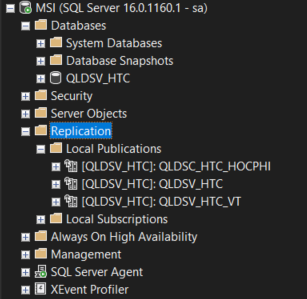 MSI (SQL Server 16.0.1160.1 - sa)
Databases
System Databases
Database Snapshots
QLDSV_HTC
Security
Server Objects
Replication
Local Publications
[QLDSV_HTC]: QLDSC_HTC_HOCPHI
[QLDSV_HTC]: QLDSV_HTC
[QLDSV_HTC]: QLDSV_HTC_VT
Local Subscriptions
Always On High Availability
Management
SQL Server Agent
XEvent Profiler